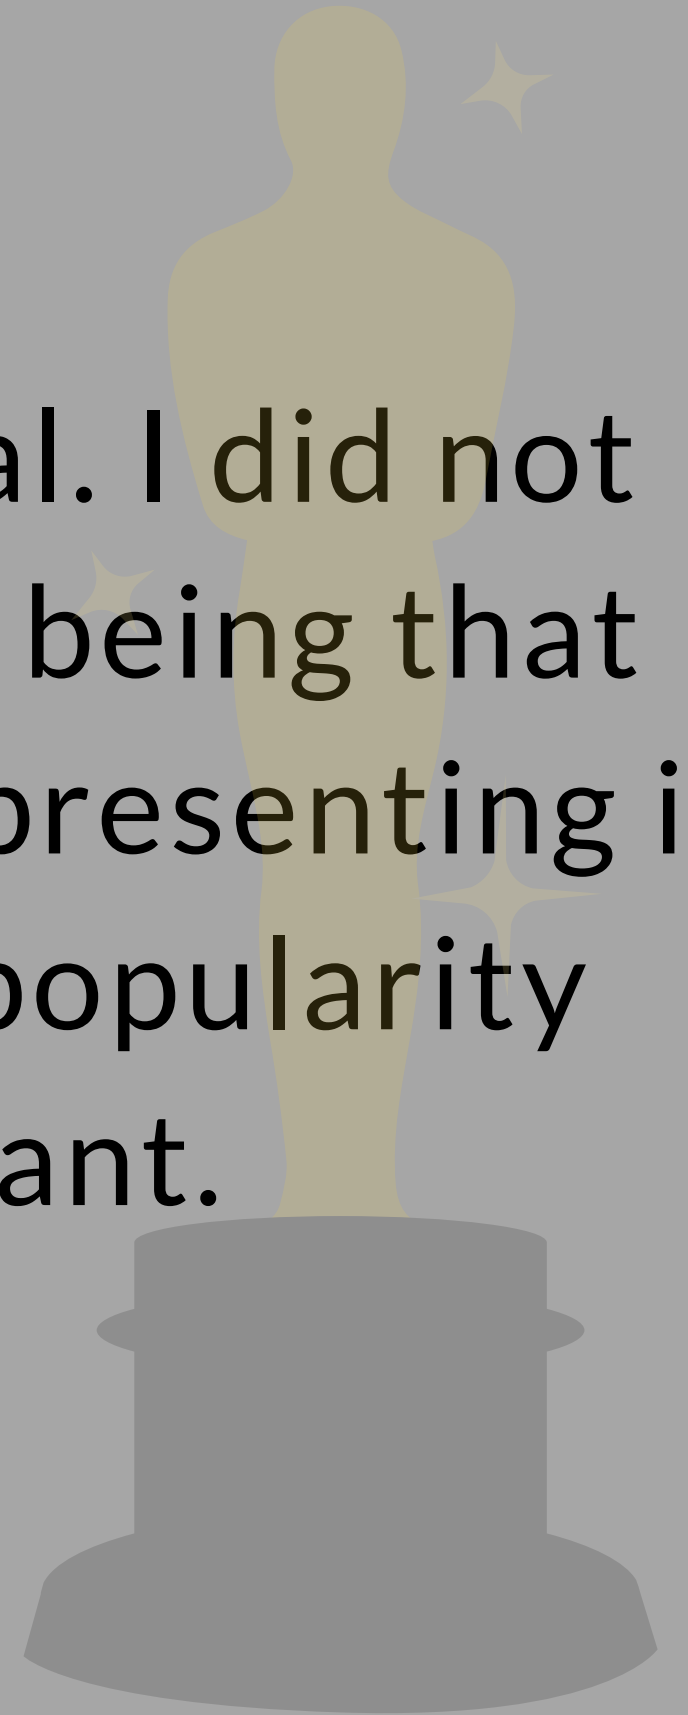 al. I did not
being that
presenting i
popularity
ant.